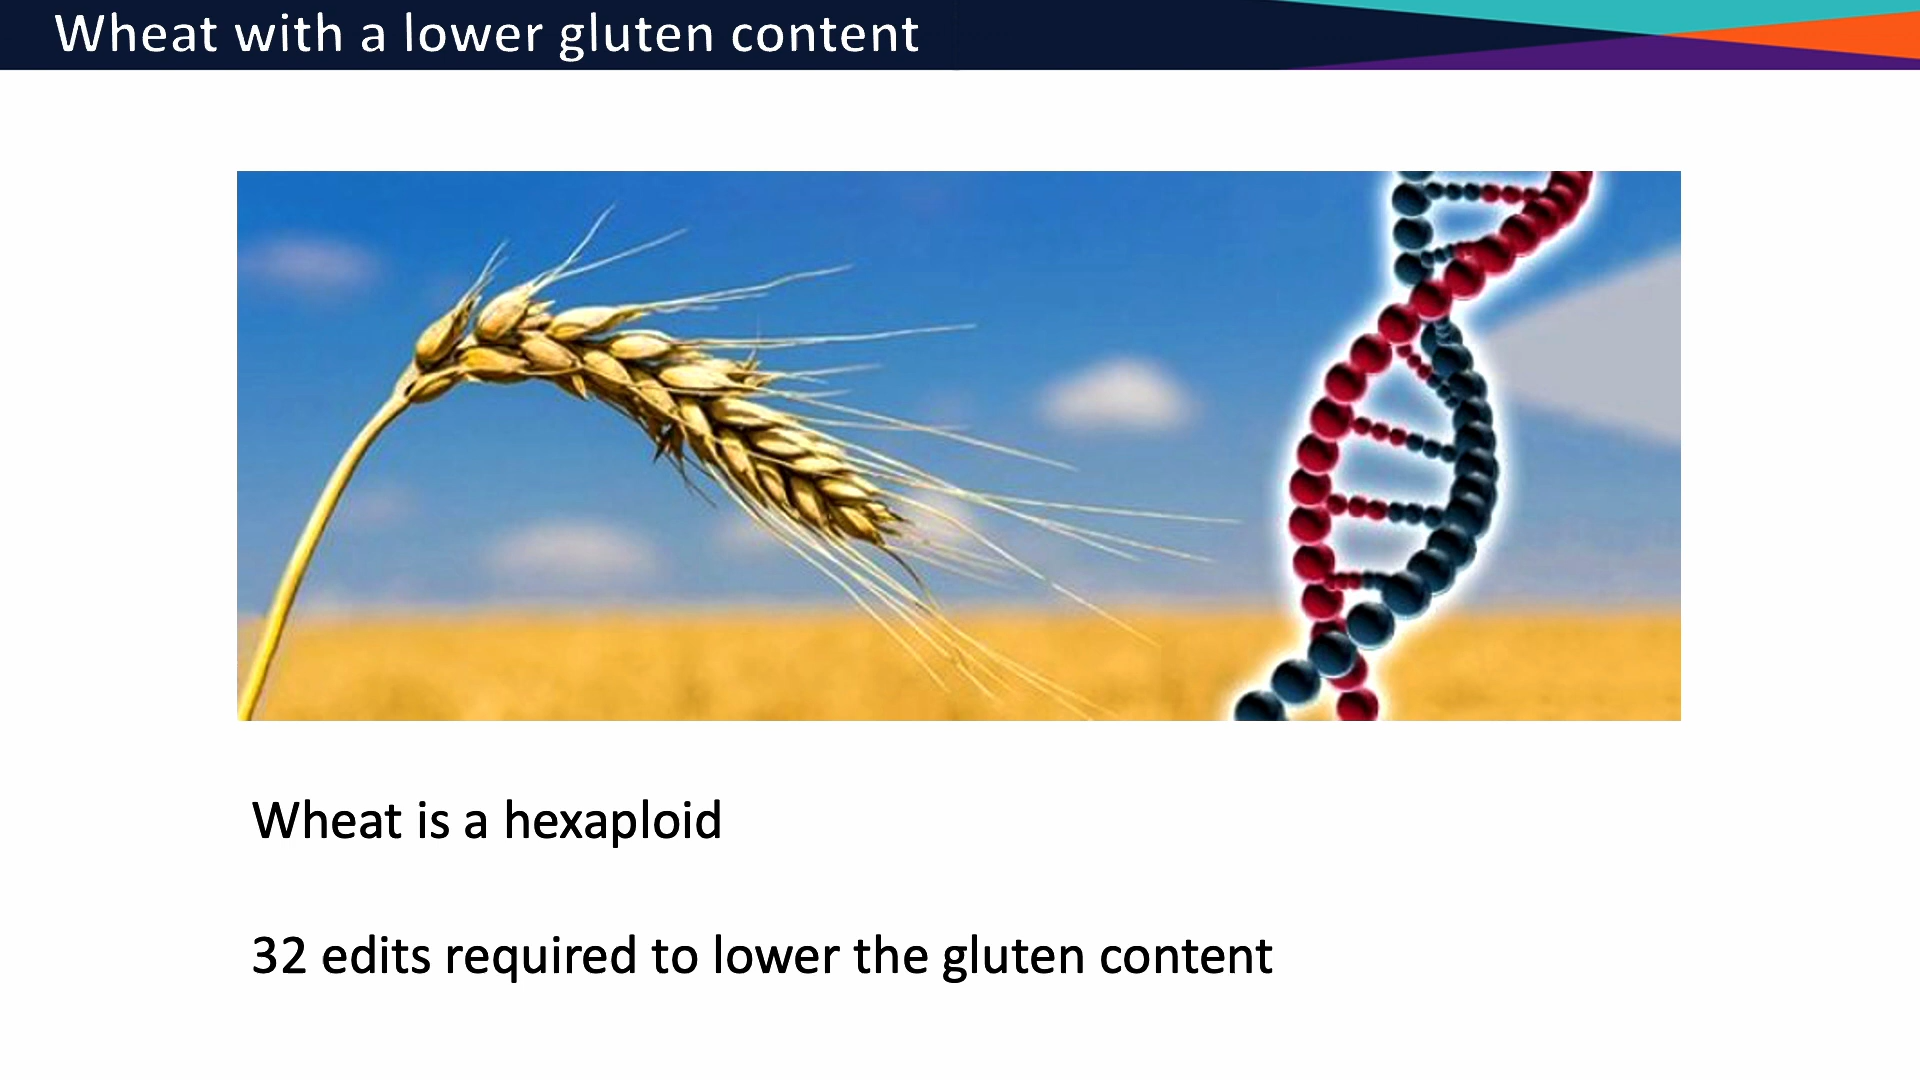 Wheat with a lower gluten content
Wheat is a hexaploid
32 edits required to lower the gluten content